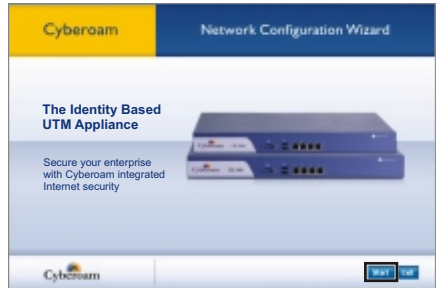 Cyberoam
Network Configuration Wizard
The Identity Based
UTM Appliance
Secure your enterprise
with Cyberoam integrated
Internet security
Cyberoam
Start
Exit